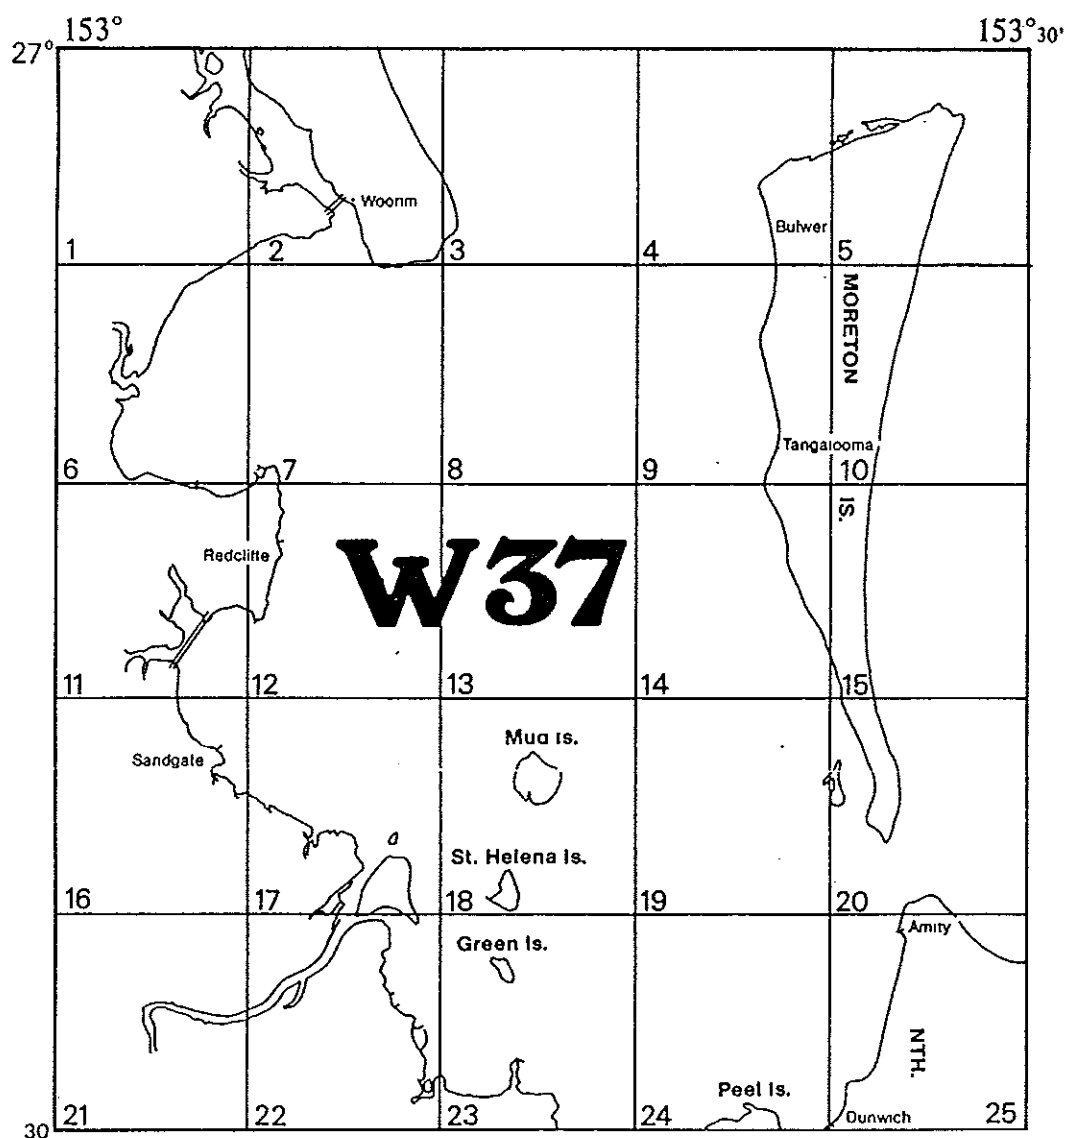 153° 153° 30'
27°
Woorim
Bulwer
1 2 3 4 5
MORETON
Tangalooma
6 7 8 9 10
IS.
Redcliffe
W37
11 12 13 14 15
Mud Is.
Sandgate
St. Helena Is.
16 17 18 19 20
Amity
Green Is.
NTH.
Peel Is.
21 22 23 24 Dunwich 25
30